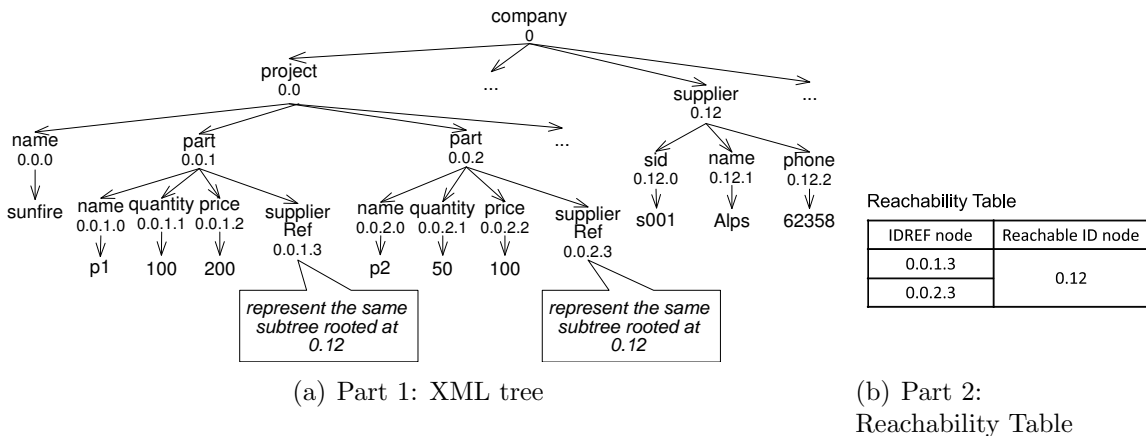 company
0
project
0.0
...
supplier
0.12
...
name
0.0.0
part
0.0.1
part
0.0.2
...
sid
0.12.0
name
0.12.1
phone
0.12.2
sunfire
name
0.0.1.0
quantity
0.0.1.1
price
0.0.1.2
supplier
Ref
0.0.1.3
name
0.0.2.0
quantity
0.0.2.1
price
0.0.2.2
supplier
Ref
0.0.2.3
s001
Alps
62358
p1
100
200
p2
50
100
represent the same
subtree rooted at
0.12
represent the same
subtree rooted at
0.12
Reachability Table
IDREF node Reachable ID node
0.0.1.3
0.12
0.0.2.3
(a) Part 1: XML tree
(b) Part 2:
Reachability Table